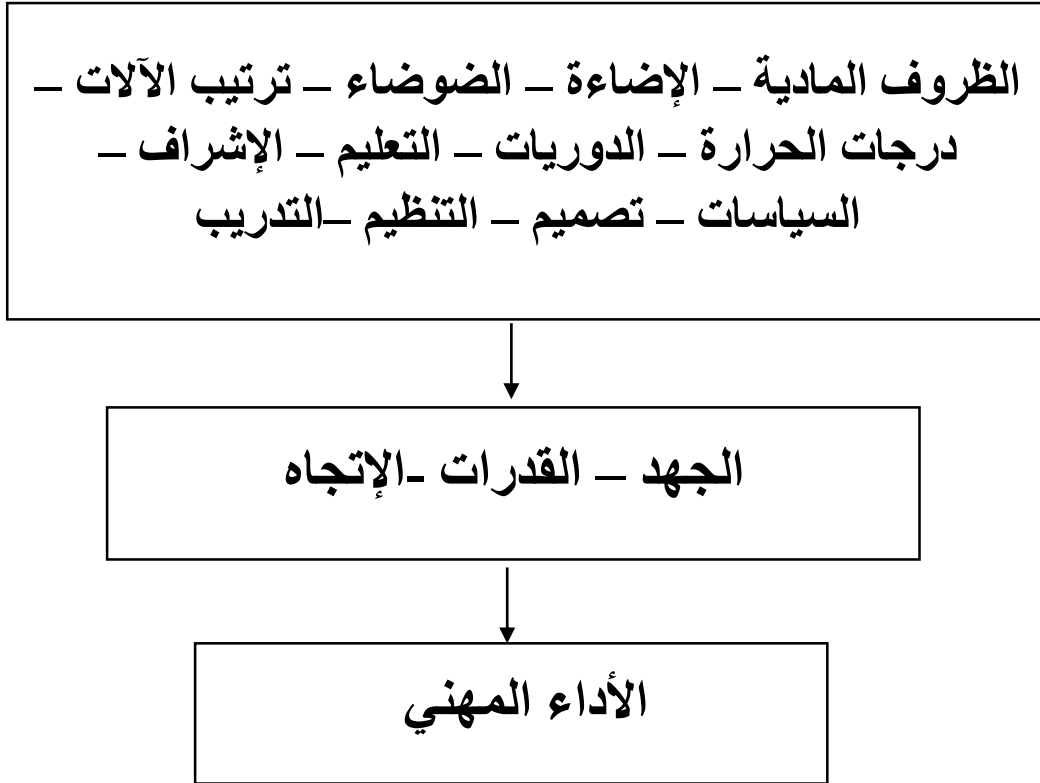 الظروف المادية – الإضاءة – الضوضاء – ترتيب الآلات –
درجات الحرارة – الدوريات – التعليم – الإشراف –
السياسات – تصميم – التنظيم –التدريب
الجهد – القدرات -الإتجاه
الأداء المهني